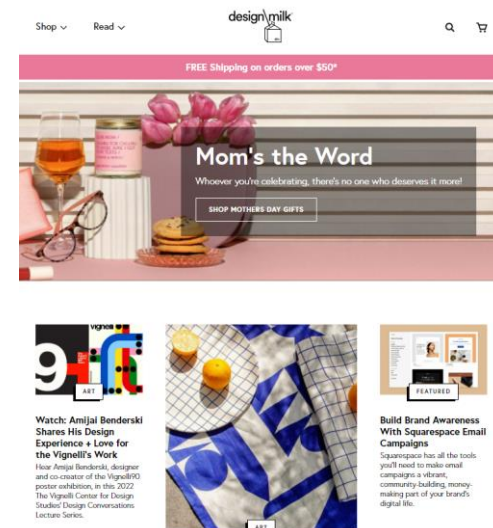 Shop Read
design milk
FREE Shipping on orders over $50*
Mom's the Word
Whoever you're celebrating, there's no one who deserves it more!
SHOP MOTHERS DAY GIFTS
vignelli
9
ART
Watch: Amijai Benderski
Shares His Design
Experience + Love for
the Vignelli's Work
Hear Amijai Benderski, designer
and co-creator of the Vignelli90
poster exhibition, in this 2022
The Vignelli Center for Design
Studies' Design Conversations
Lecture Series.
ART
FEATURED
Build Brand Awareness
With Squarespace Email
Campaigns
Squarespace has all the tools
you'll need to make email
campaigns a vibrant,
community-building, money-
making part of your brand's
digital life.